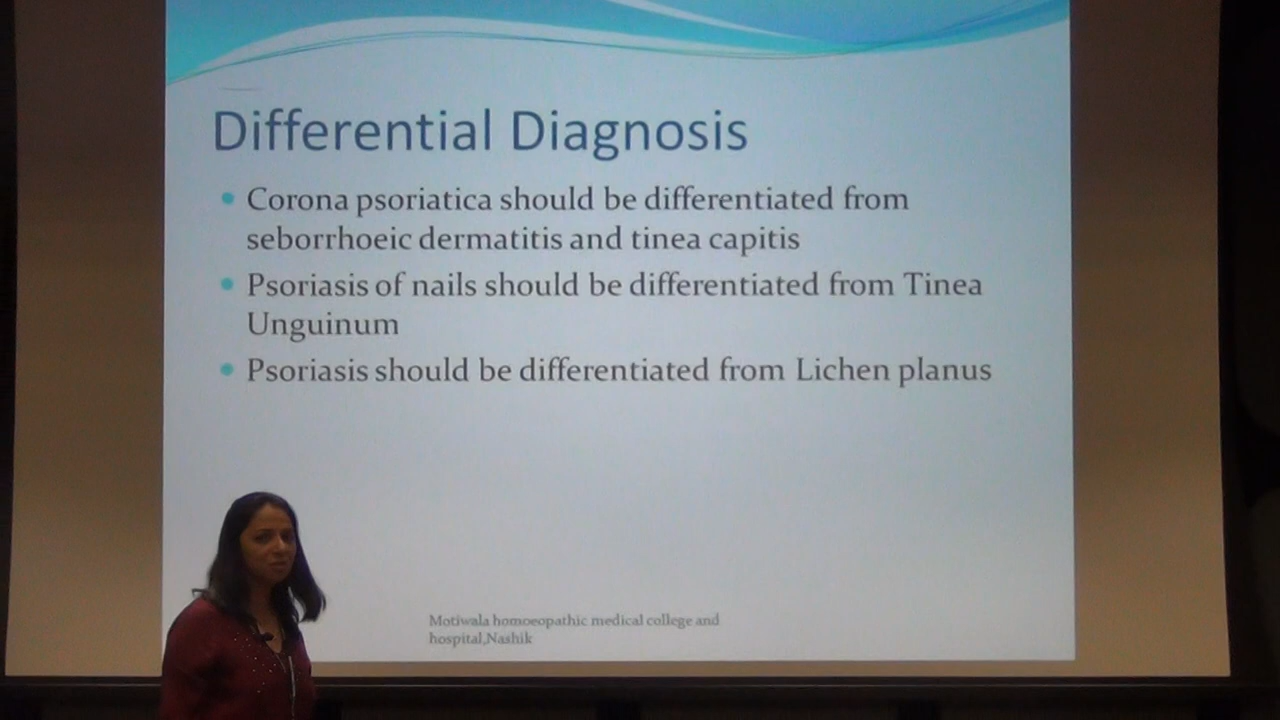 Differential Diagnosis
Corona psoriatica should be differentiated from
seborrhoeic dermatitis and tinea capitis
Psoriasis of nails should be differentiated from Tinea
Unguinum
Psoriasis should be differentiated from Lichen planus
Motiwala homoeopathic medical college and
hospital,Nashik